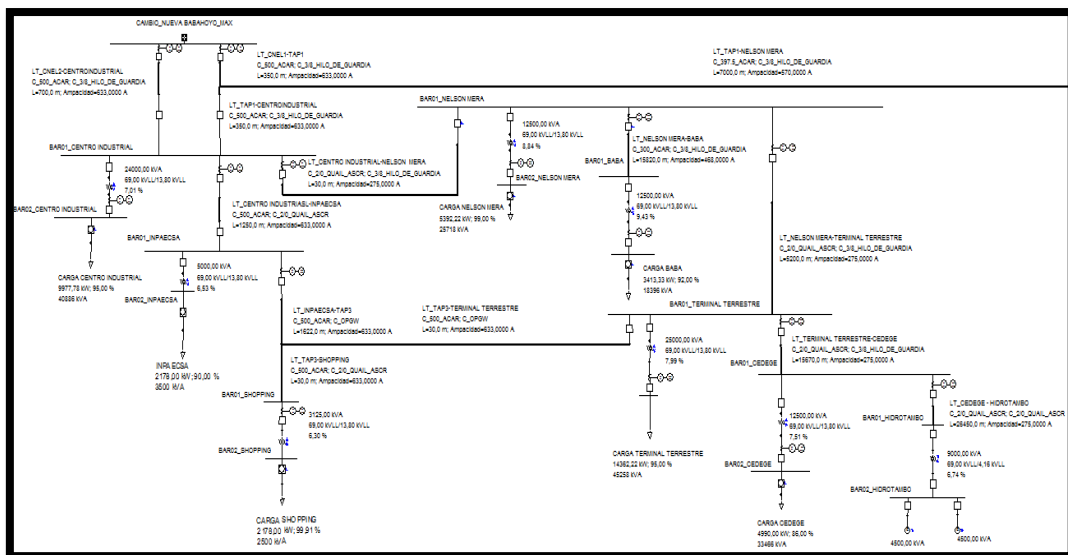 CAMBIO_NUEVA BABAHOYO_MAX
LT_CNEL2-CENTROINDUSTRIAL
C_500_ACAR; C_3/8_HILO_DE_GUARDIA
L=700,0 m; Ampacidad=633,0000 A
LT_CNEL1-TAP1
C_500_ACAR; C_3/8_HILO_DE_GUARDIA
L=350,0 m; Ampacidad=633,0000 A
LT_TAP1-NELSON MERA
C_397.5_ACAR; C_3/8_HILO_DE_GUARDIA
L=7000,0 m; Ampacidad=570,0000 A
LT_TAP1-CENTROINDUSTRIAL
C_500_ACAR; C_3/8_HILO_DE_GUARDIA
L=350,0 m; Ampacidad=633,0000 A
BAR01_NELSON MERA
12500,00 kVA
69,00 kVLL/13,80 kVLL
8,84 %
BAR02_NELSON MERA
CARGA NELSON MERA
5392,22 kW; 99,00 %
25718 kVA
LT_NELSON MERA-BABA
C_300_ACAR; C_3/8_HILO_DE_GUARDIA
L=15820,0 m; Ampacidad=468,0000 A
BAR01_BABA
12500,00 kVA
69,00 kVLL/13,80 kVLL
9,43 %
CARGA BABA
3413,33 kW; 92,00 %
18396 kVA
BAR01_CENTRO INDUSTRIAL
24000,00 kVA
69,00 kVLL/13,80 kVLL
7,01 %
BAR02_CENTRO INDUSTRIAL
CARGA CENTRO INDUSTRIAL
9977,78 kW; 95,00 %
40886 kVA
LT_CENTRO INDUSTRIAL-NELSON MERA
C_2/0_QUAIL_ASCR; C_3/8_HILO_DE_GUARDIA
L=30,0 m; Ampacidad=275,0000 A
LT_CENTRO INDUSTRIASL-INPAECSA
C_500_ACAR; C_2/0_QUAIL_ASCR
L=1250,0 m; Ampacidad=633,0000 A
BAR01_INPAECSA
5000,00 kVA
69,00 kVLL/13,80 kVLL
6,53 %
BAR02_INPAECSA
INPAECSA
2178,00 kW; 90,00 %
3500 kVA
LT_INPAECSA-TAP3
C_500_ACAR; C_OPGW
L=1622,0 m; Ampacidad=633,0000 A
LT_TAP3-TERMINAL TERRESTRE
C_500_ACAR; C_OPGW
L=30,0 m; Ampacidad=633,0000 A
LT_TAP3-SHOPPING
C_500_ACAR; C_2/0_QUAIL_ASCR
L=30,0 m; Ampacidad=633,0000 A
BAR01_SHOPPING
3125,00 kVA
69,00 kVLL/13,80 kVLL
6,30 %
BAR02_SHOPPING
CARGA SHOPPING
2178,00 kW; 99,91 %
2500 kVA
LT_NELSON MERA-TERMINAL TERRESTRE
C_2/0_QUAIL_ASCR; C_3/8_HILO_DE_GUARDIA
L=5200,0 m; Ampacidad=275,0000 A
BAR01_TERMINAL TERRESTRE
25000,00 kVA
69,00 kVLL/13,80 kVLL
7,99 %
CARGA TERMINAL TERRESTRE
14362,22 kW; 95,00 %
45258 kVA
LT_TERMINAL TERRESTRE-CEDEGE
C_2/0_QUAIL_ASCR; C_3/8_HILO_DE_GUARDIA
L=15670,0 m; Ampacidad=275,0000 A
BAR01_CEDEGE
12500,00 kVA
69,00 kVLL/13,80 kVLL
7,51 %
BAR02_CEDEGE
CARGA CEDEGE
4990,00 kW; 86,00 %
33466 kVA
LT_CEDEGE - HIDROTAMBO
C_2/0_QUAIL_ASCR; C_2/0_QUAIL_ASCR
L=28450,0 m; Ampacidad=275,0000 A
BAR01_HIDROTAMBO
9000,00 kVA
69,00 kVLL/4,16 kVLL
6,74 %
BAR02_HIDROTAMBO
4500,00 kVA
4500,00 kVA